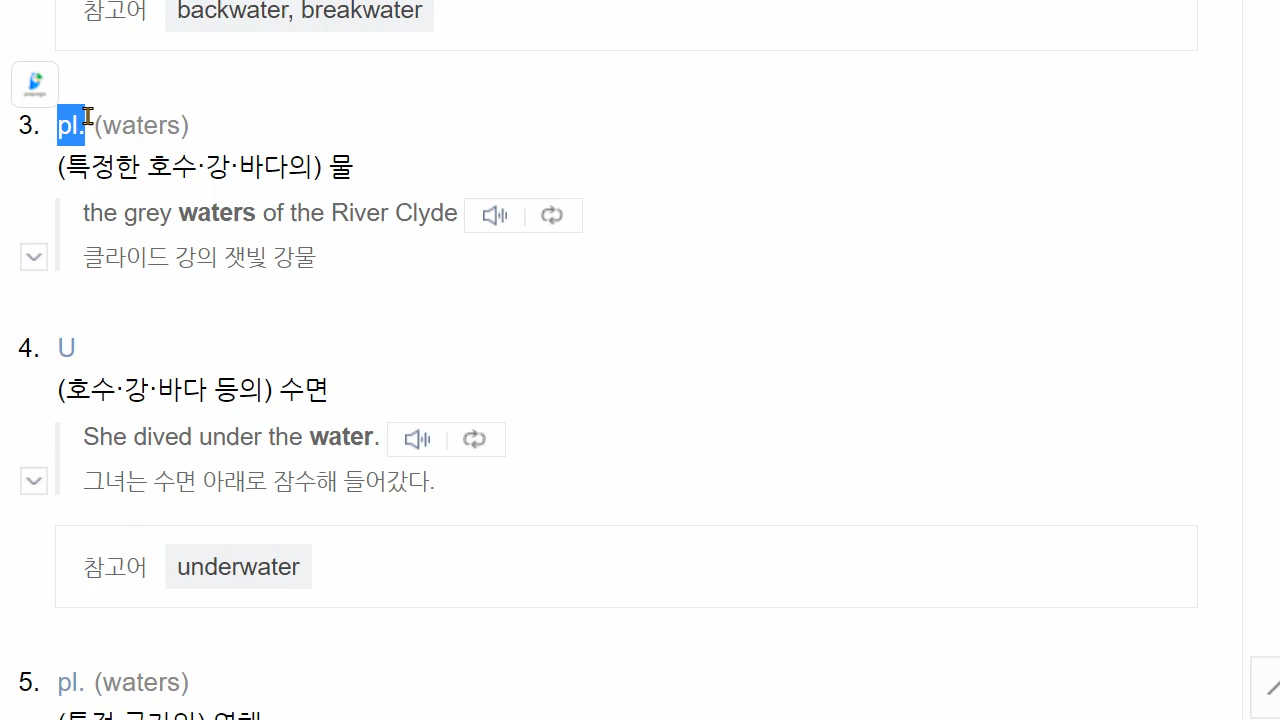 참고어 backwater, breakwater
3. pl. (waters)
(특정한 호수·강·바다의) 물
the grey waters of the River Clyde
클라이드 강의 잿빛 강물
4. U
(호수·강·바다 등의) 수면
She dived under the water.
그녀는 수면 아래로 잠수해 들어갔다.
참고어 underwater
5. pl. (waters)